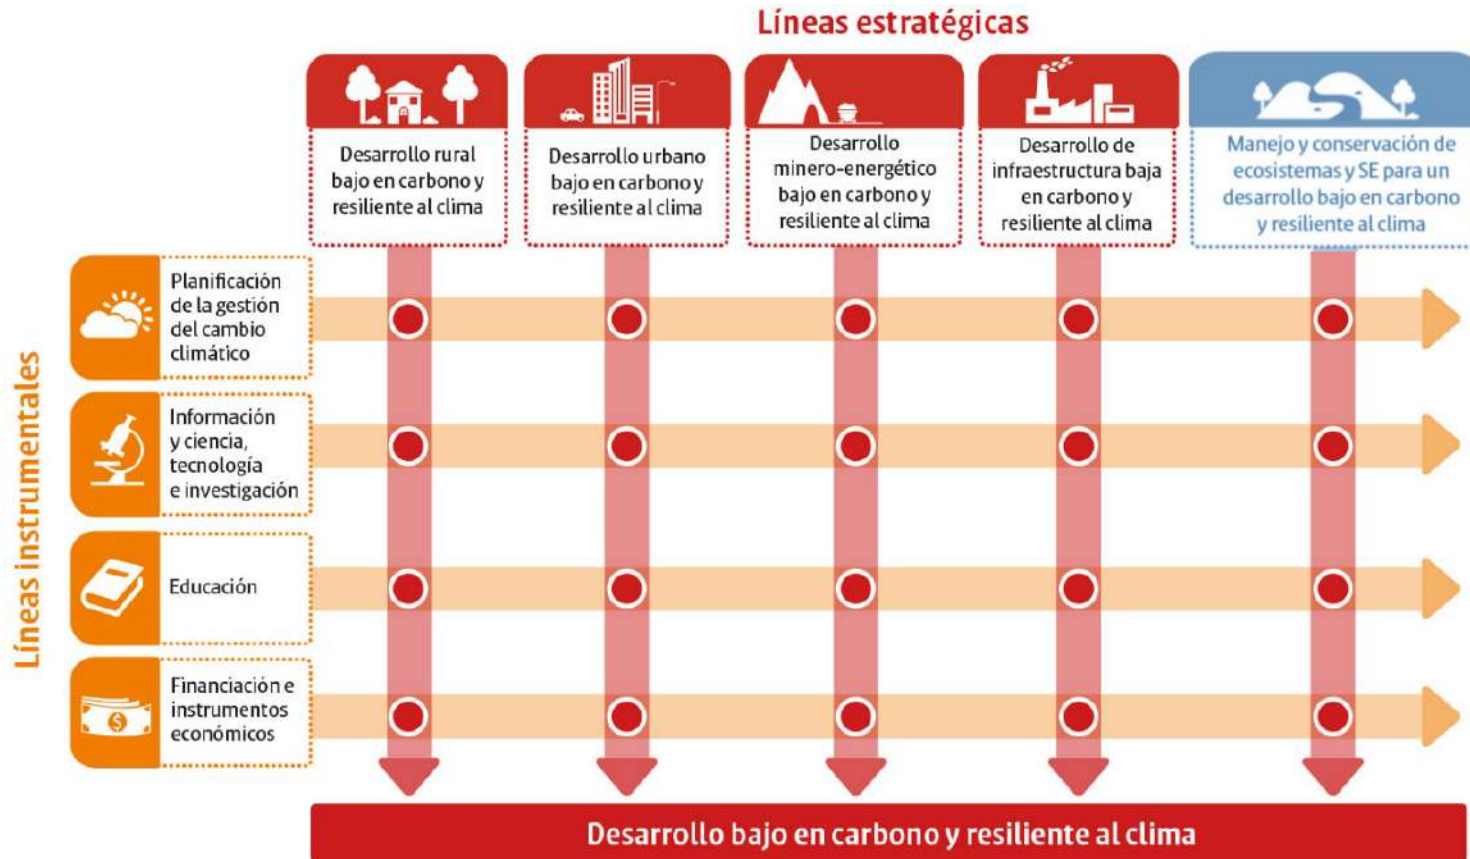 Líneas estratégicas
Desarrollo rural
bajo en carbono y
resiliente al clima
Desarrollo urbano
bajo en carbono y
resiliente al clima
Desarrollo
minero-energético
bajo en carbono y
resiliente al clima
Desarrollo de
infraestructura baja
en carbono y
resiliente al clima
Manejo y conservación de
ecosistemas y SE para un
desarrollo bajo en carbono
y resiliente al clima
Líneas instrumentales
Planificación
de la gestión
del cambio
climático
Información
y ciencia,
tecnología
e investigación
Educación
$
Financiación e
instrumentos
económicos
Desarrollo bajo en carbono y resiliente al clima